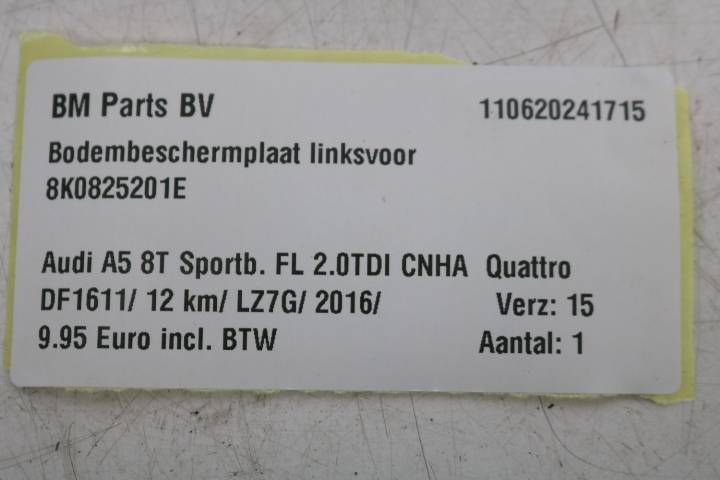 BM Parts BV 110620241715
Bodembeschermplaat linksvoor
8K0825201E
Audi A5 8T Sportb. FL 2.0TDI CNHA Quattro
DF1611/ 12 km/ LZ7G/ 2016/ Verz: 15
9.95 Euro incl. BTW Aantal: 1